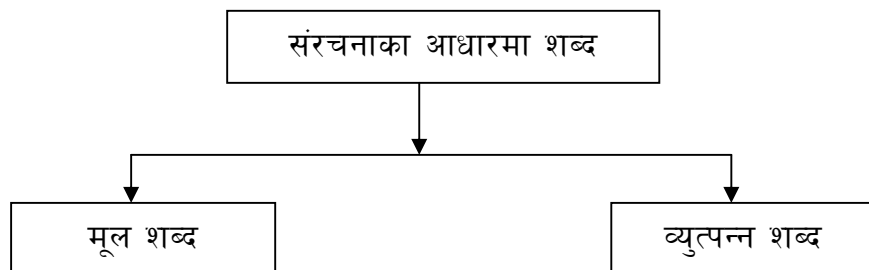 संरचनाका आधारमा शब्द
मूल शब्द
व्युत्पन्न शब्द